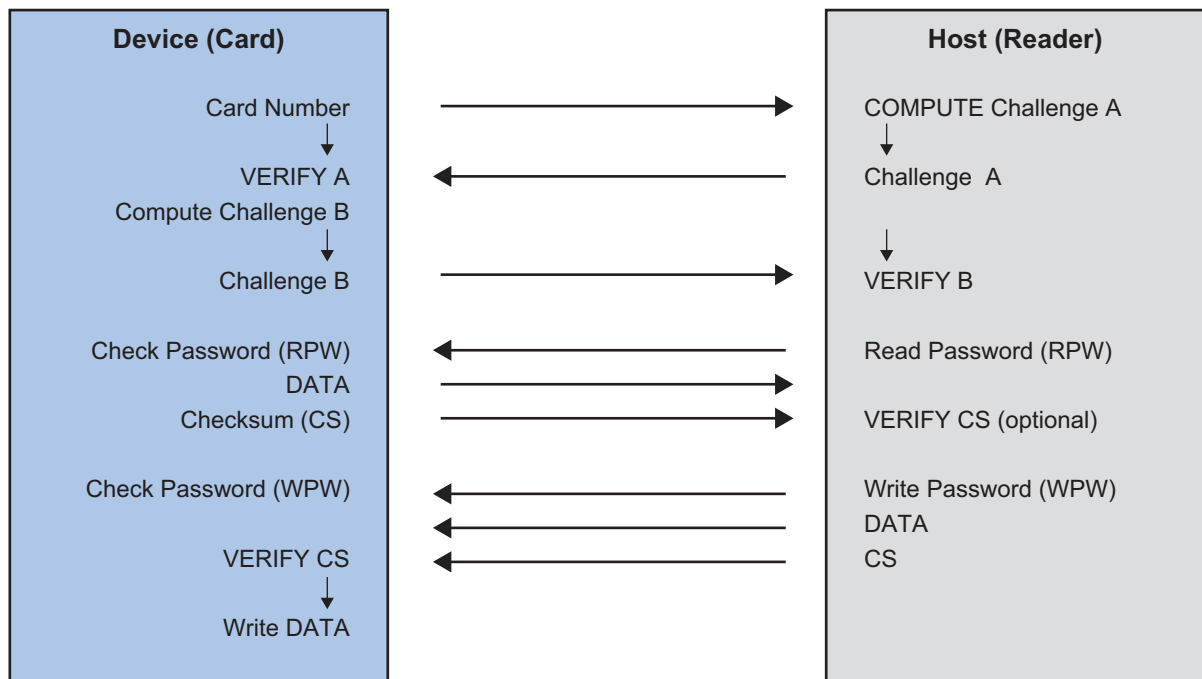 Device (Card)
Host (Reader)
Card Number
COMPUTE Challenge A
VERIFY A
Challenge A
Compute Challenge B
Challenge B
VERIFY B
Check Password (RPW)
Read Password (RPW)
DATA
Checksum (CS)
VERIFY CS (optional)
Check Password (WPW)
Write Password (WPW)
DATA
VERIFY CS
CS
Write DATA